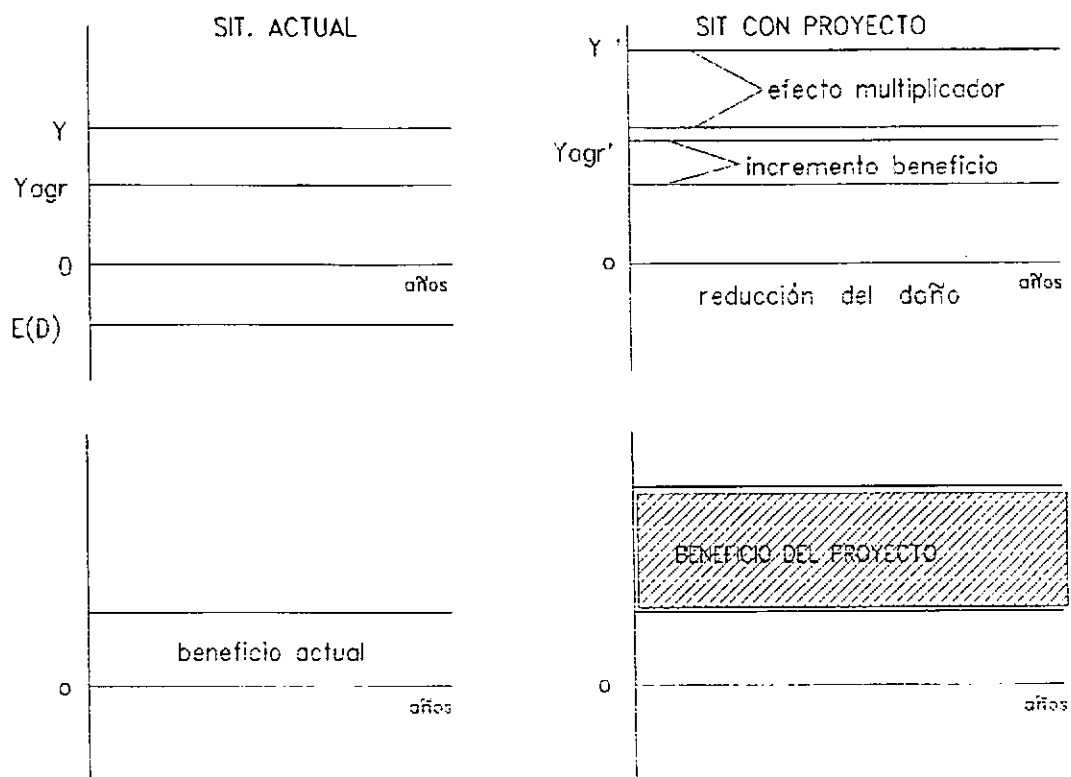 SIT. ACTUAL
Y
Yagr
0
años
E(D)
SIT CON PROYECTO
Y '
efecto multiplicador
Yagr'
incremento beneficio
o
años
reducción del daño
beneficio actual
o
años
BENEFICIO DEL PROYECTO
o
años